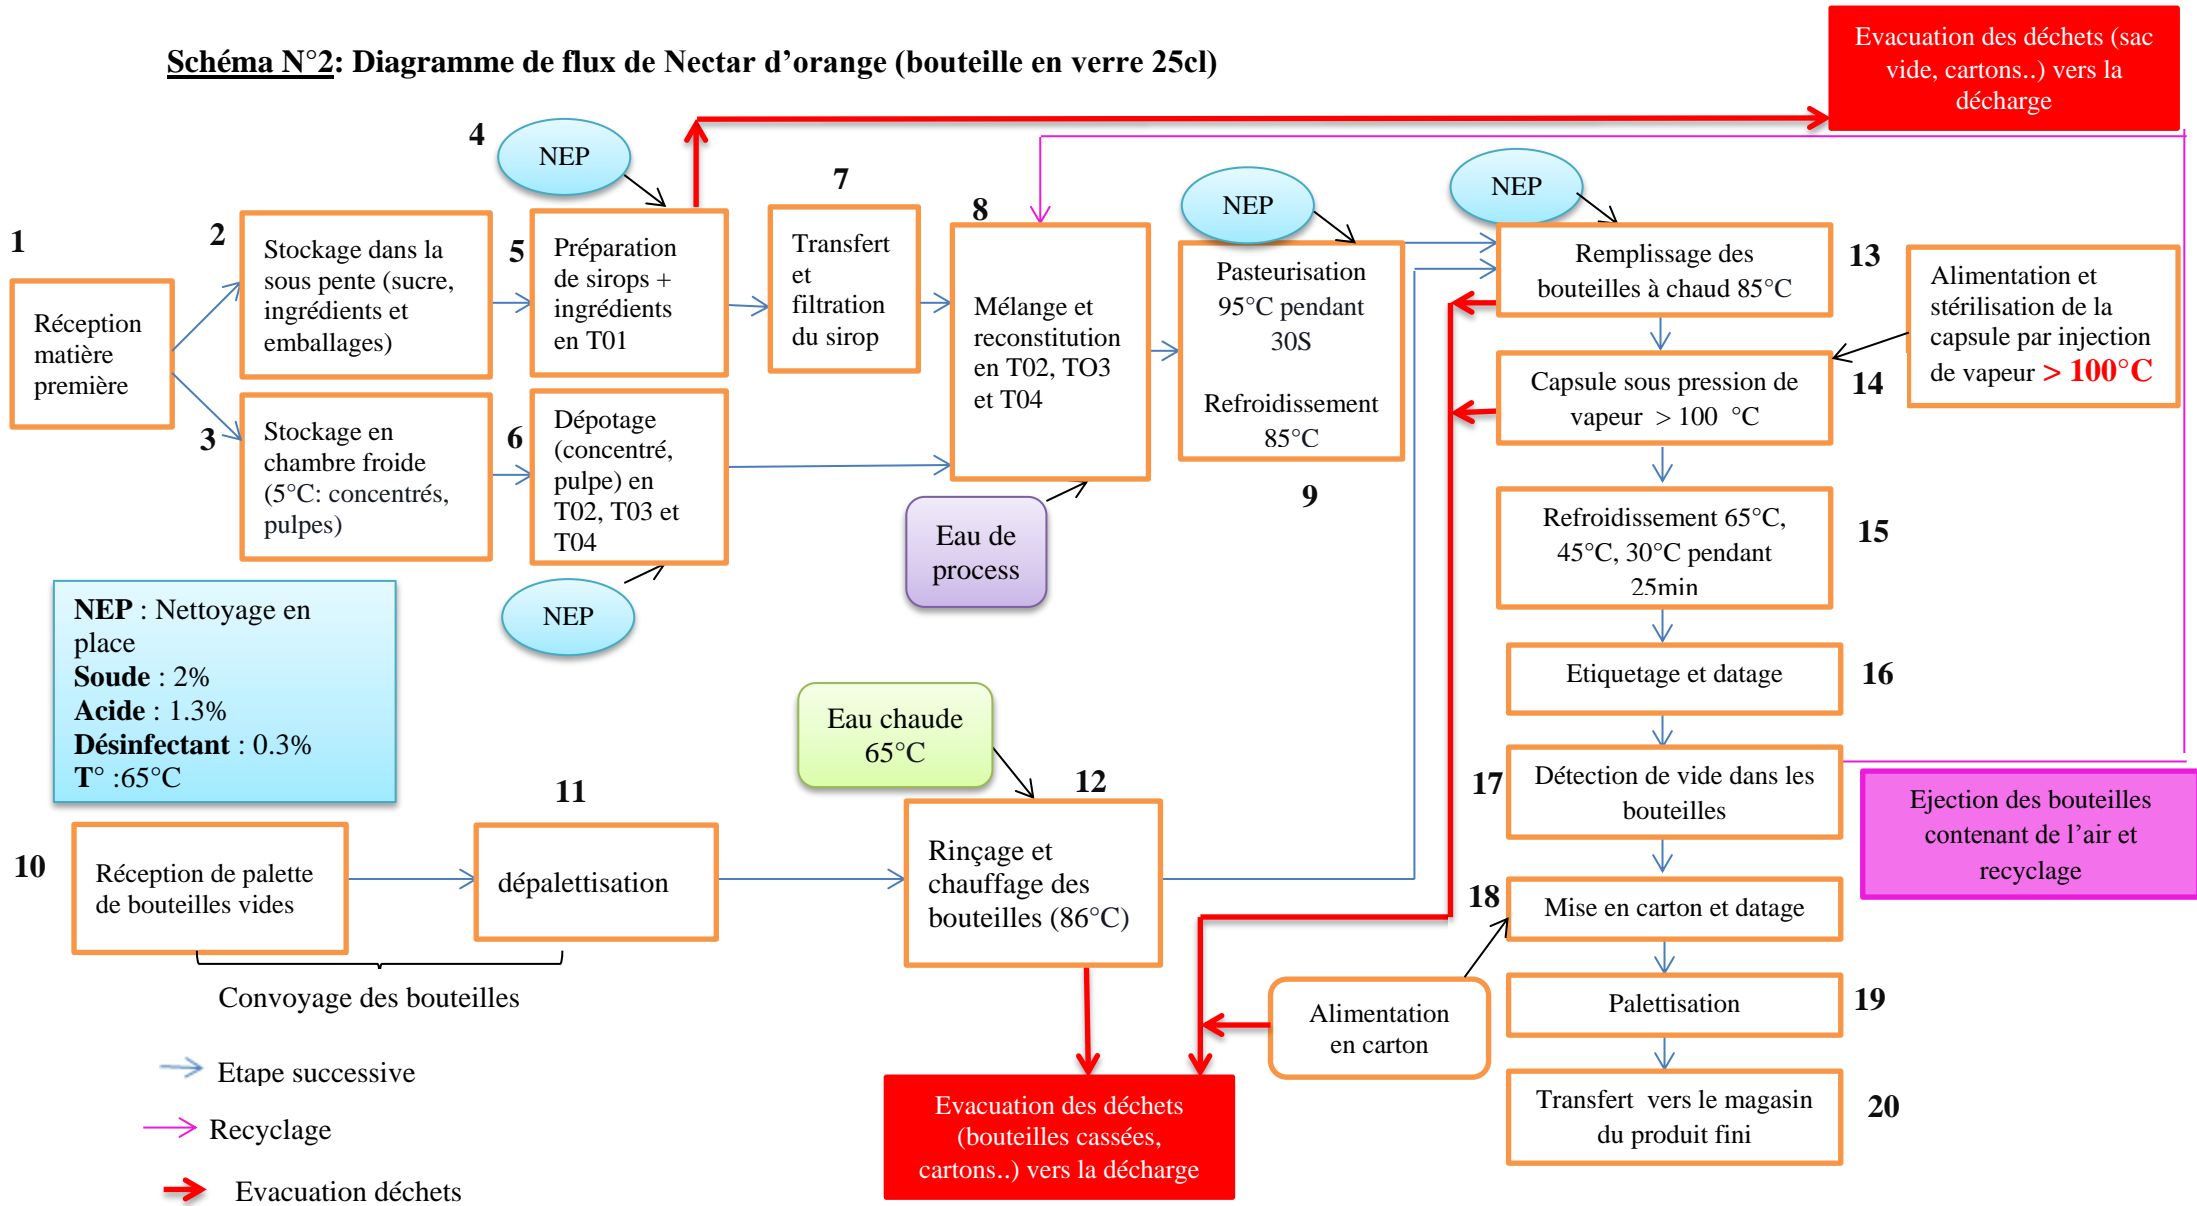 Schéma N°2: Diagramme de flux de Nectar d'orange (bouteille en verre 25cl)
Evacuation des déchets (sac
vide, cartons..) vers la
décharge
4
NEP
7
8
NEP
NEP
1
Réception
matière
première
2
Stockage dans la
sous pente (sucre,
ingrédients et
emballages)
5
Préparation
de sirops +
ingrédients
en T01
Transfert
et
filtration
du sirop
Mélange et
reconstitution
en T02, TO3
et T04
Pasteurisation
95°C pendant
30S
Refroidissement
85°C
9
Remplissage des
bouteilles à chaud 85°C
13
Alimentation et
stérilisation de la
capsule par injection
de vapeur > 100°C
Capsule sous pression de
vapeur > 100 °C
14
3
Stockage en
chambre froide
(5°C: concentrés,
pulpes)
6
Dépotage
(concentré,
pulpe) en
T02, T03 et
T04
NEP
Eau de
process
Refroidissement 65°C,
45°C, 30°C pendant
25min
15
NEP : Nettoyage en
place
Soude : 2%
Acide : 1.3%
Désinfectant : 0.3%
T° :65°C
Etiquetage et datage
16
Eau chaude
65°C
17
Détection de vide dans les
bouteilles
Ejection des bouteilles
contenant de l'air et
recyclage
10
Réception de palette
de bouteilles vides
11
dépalettisation
12
Rinçage et
chauffage des
bouteilles (86°C)
18
Mise en carton et datage
Convoyage des bouteilles
Alimentation
en carton
Palettisation
19
Etape successive
Recyclage
Evacuation déchets
Evacuation des déchets
(bouteilles cassées,
cartons..) vers la décharge
Transfert vers le magasin
du produit fini
20